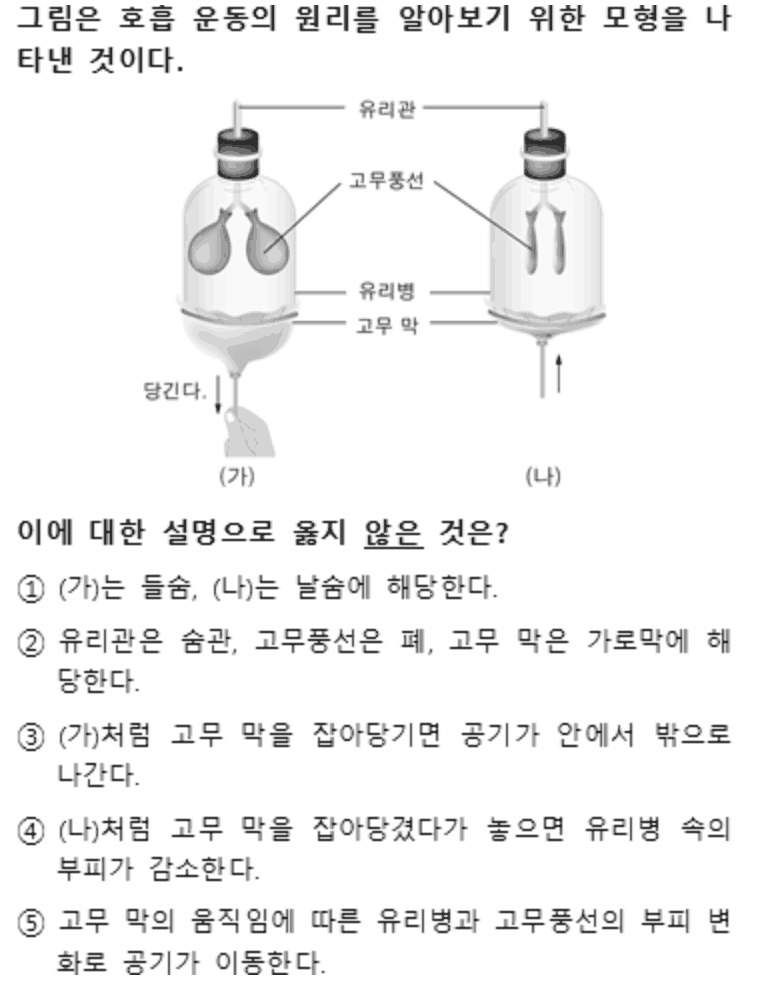 그림은 호흡 운동의 원리를 알아보기 위한 모형을 나
타낸 것이다.
유리관
고무풍선
유리병
고무 막
당긴다.
(가)
(나)
이에 대한 설명으로 옳지 않은 것은?
① (가)는 들숨, (나)는 날숨에 해당한다.
② 유리관은 숨관, 고무풍선은 폐, 고무 막은 가로막에 해
당한다.
③ (가)처럼 고무 막을 잡아당기면 공기가 안에서 밖으로
나간다.
④ (나)처럼 고무 막을 잡아당겼다가 놓으면 유리병 속의
부피가 감소한다.
⑤ 고무 막의 움직임에 따른 유리병과 고무풍선의 부피 변
화로 공기가 이동한다.